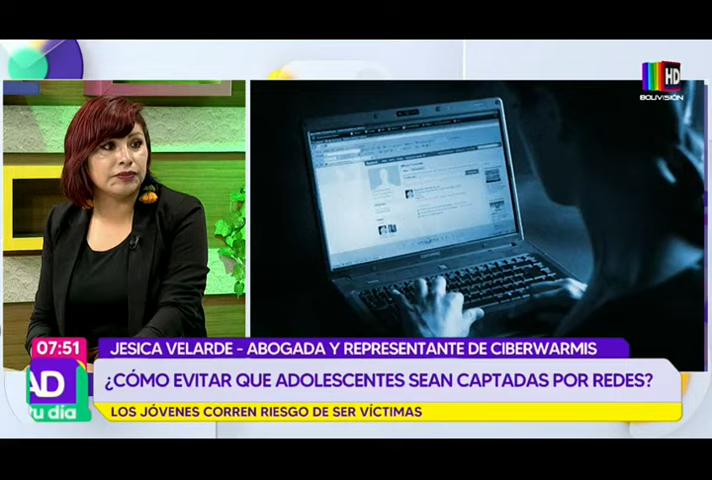 HD
BOLIVISIÓN
07:51
JESICA VELARDE - ABOGADA Y REPRESENTANTE DE CIBERWARMIS
AD
tu día
¿CÓMO EVITAR QUE ADOLESCENTES SEAN CAPTADAS POR REDES?
LOS JÓVENES CORREN RIESGO DE SER VÍCTIMAS